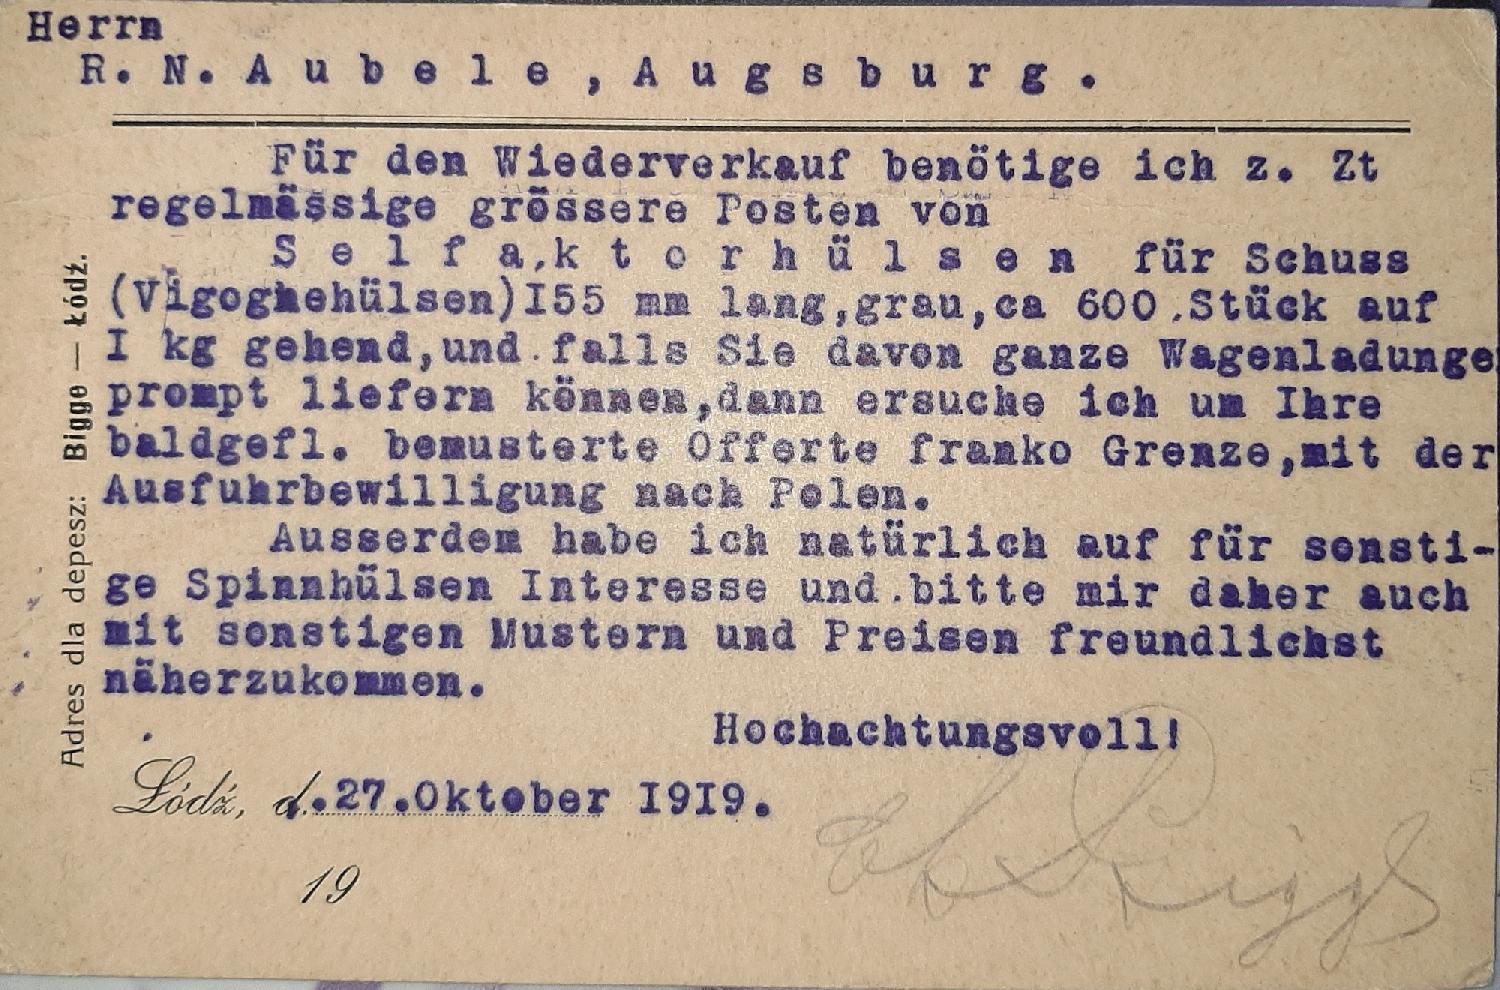 Herrn
R. N. Aubele, Augsburg.
Für den Wiederverkauf benötige ich z. Zt
regelmässige grössere Posten von
Selfaktorhülsen für Schuss
(Vigognehülsen)I55 mm lang,grau,ca 600 Stück auf
I kg gehend,und falls Sie davon ganze Wagenladunge
prompt liefern können,dann ersuche ich um Ihre
baldgefl. bemusterte Offerte franko Grenze,mit der
Ausfuhrbewilligung nach Polen.
Ausserdem habe ich natürlich auf für sonsti-
ge Spinnhülsen Interesse und bitte mir daher auch
mit sonstigen Mustern und Preisen freundlichst
näherzukommen.
Hochachtungsvoll!
Łódź, d. 27.Oktober I9I9.
19
Adres dla depesz: Bigge — Łódź.